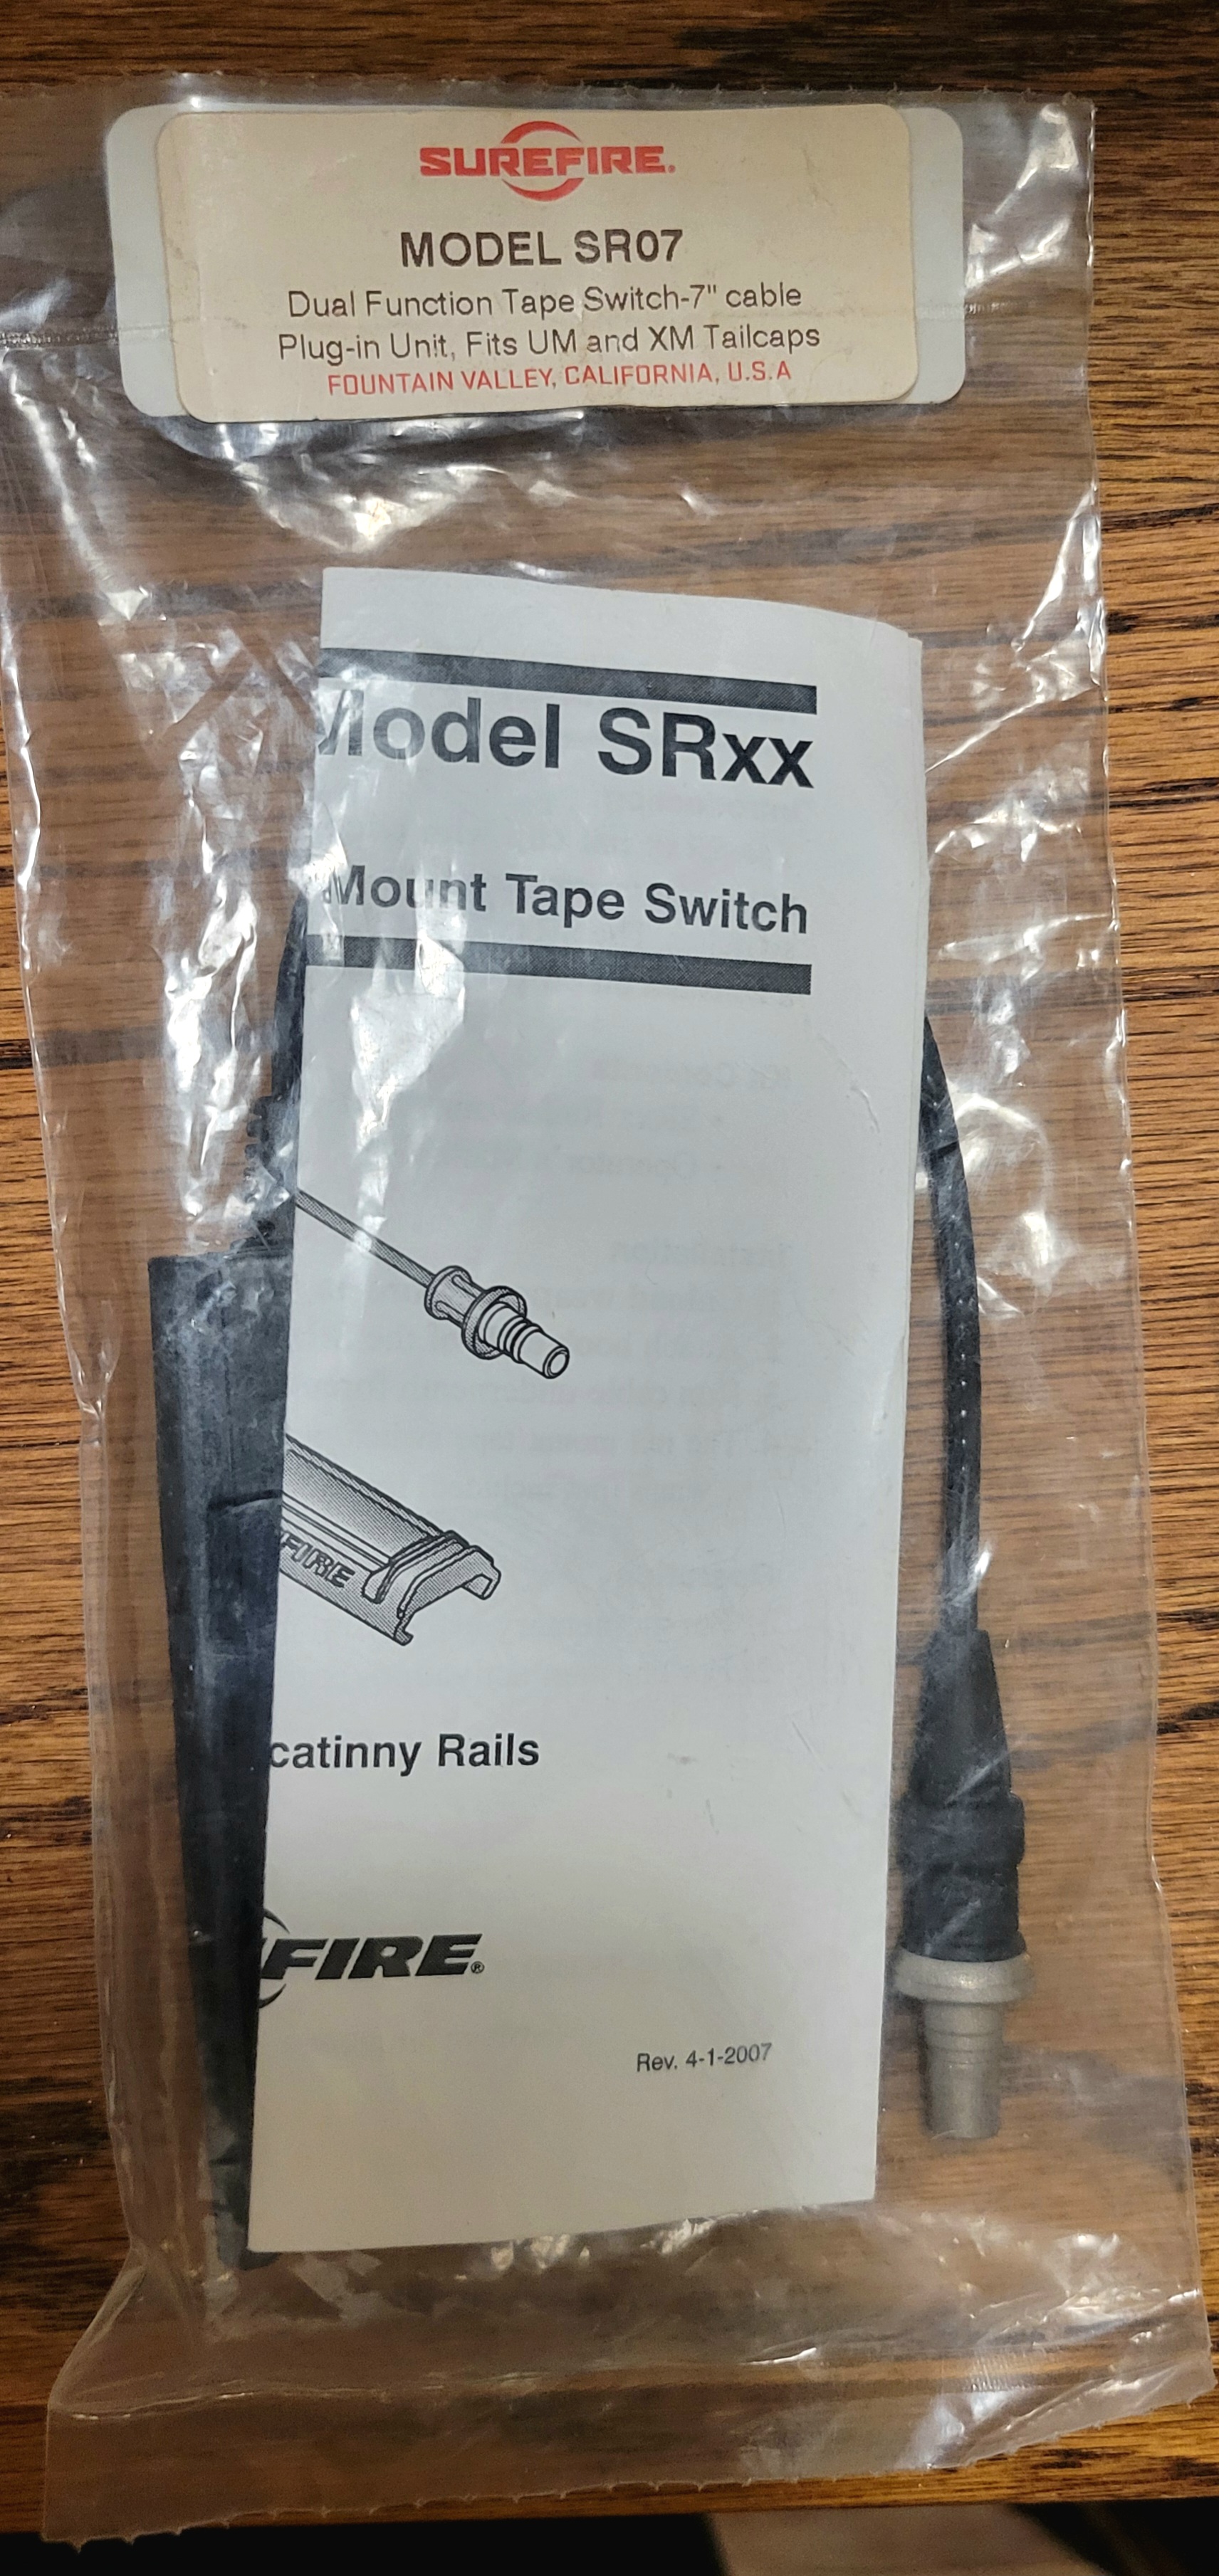 SUREFIRE®
MODEL SR07
Dual Function Tape Switch-7" cable
Plug-in Unit, Fits UM and XM Tailcaps
FOUNTAIN VALLEY, CALIFORNIA, U.S.A
Model SRxx
Mount Tape Switch
FIRE
catinny Rails
FIRE®
Rev. 4-1-2007